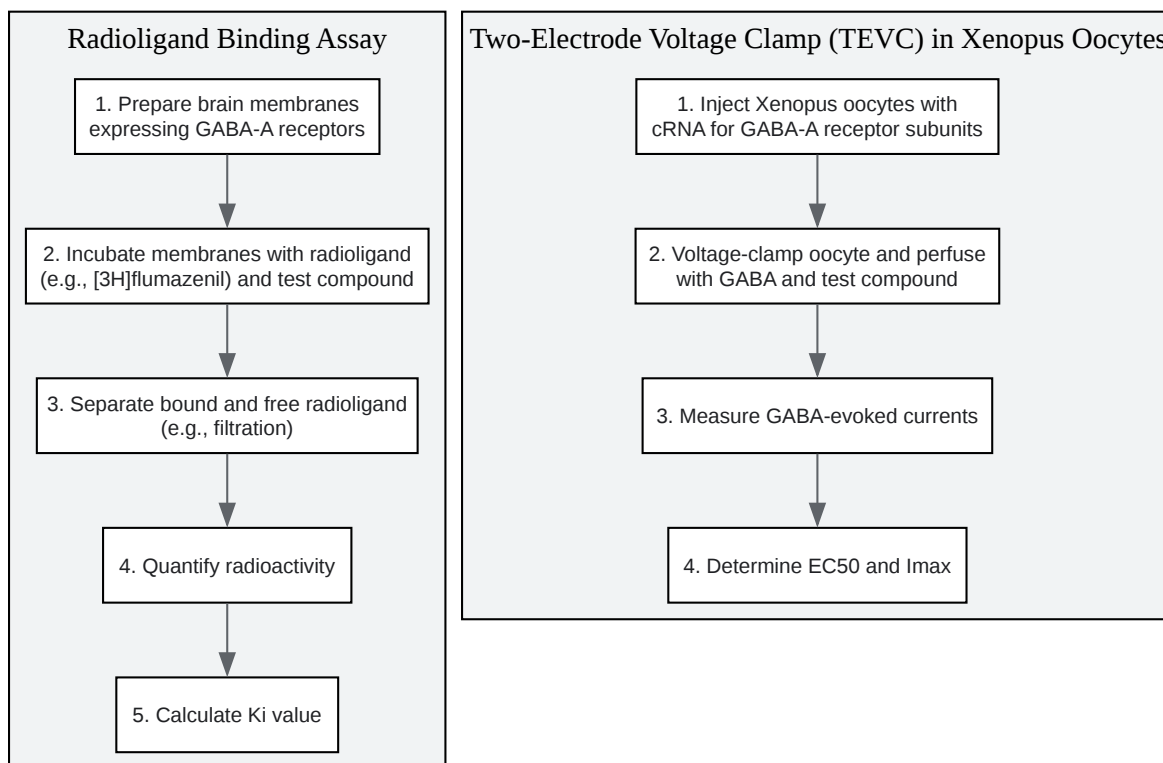 Radioligand Binding Assay
1. Prepare brain membranes
expressing GABA-A receptors
2. Incubate membranes with radioligand
(e.g., [3H]flumazenil) and test compound
3. Separate bound and free radioligand
(e.g., filtration)
4. Quantify radioactivity
5. Calculate Ki value
Two-Electrode Voltage Clamp (TEVC) in Xenopus Oocytes
1. Inject Xenopus oocytes with
cRNA for GABA-A receptor subunits
2. Voltage-clamp oocyte and perfuse
with GABA and test compound
3. Measure GABA-evoked currents
4. Determine EC50 and Imax